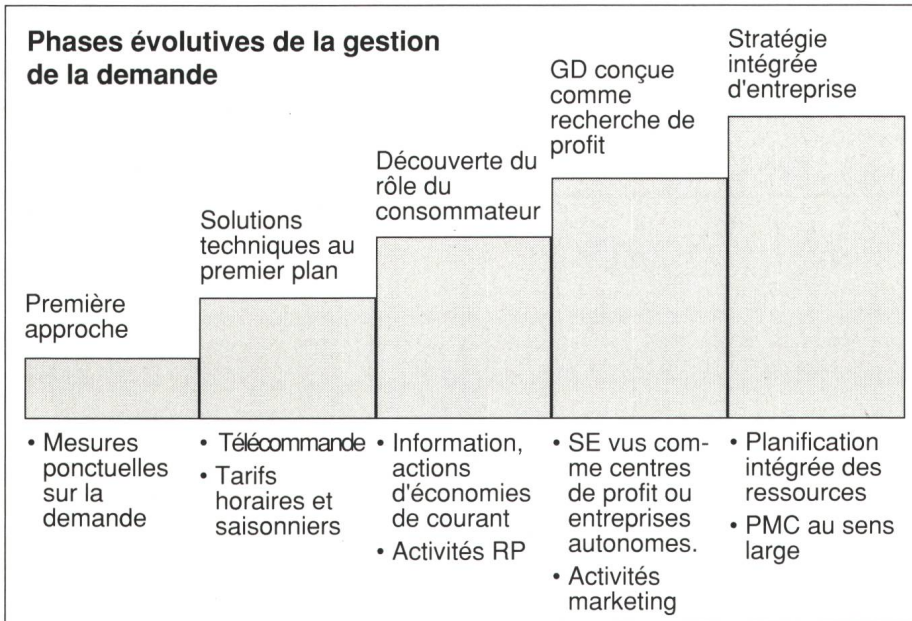 Phases évolutives de la gestion
de la demande
Première
approche
• Mesures
ponctuelles
sur la
demande
Solutions
techniques au
premier plan
• Télécommande
• Tarifs
horaires et
saisonniers
Découverte du
rôle du
consommateur
• Information,
actions
d'économies
de courant
• Activités RP
GD conçue
comme
recherche de
profit
• SE vus com-
me centres
de profit ou
entreprises
autonomes.
• Activités
marketing
Stratégie
intégrée
d'entreprise
• Planification
intégrée des
ressources
• PMC au sens
large